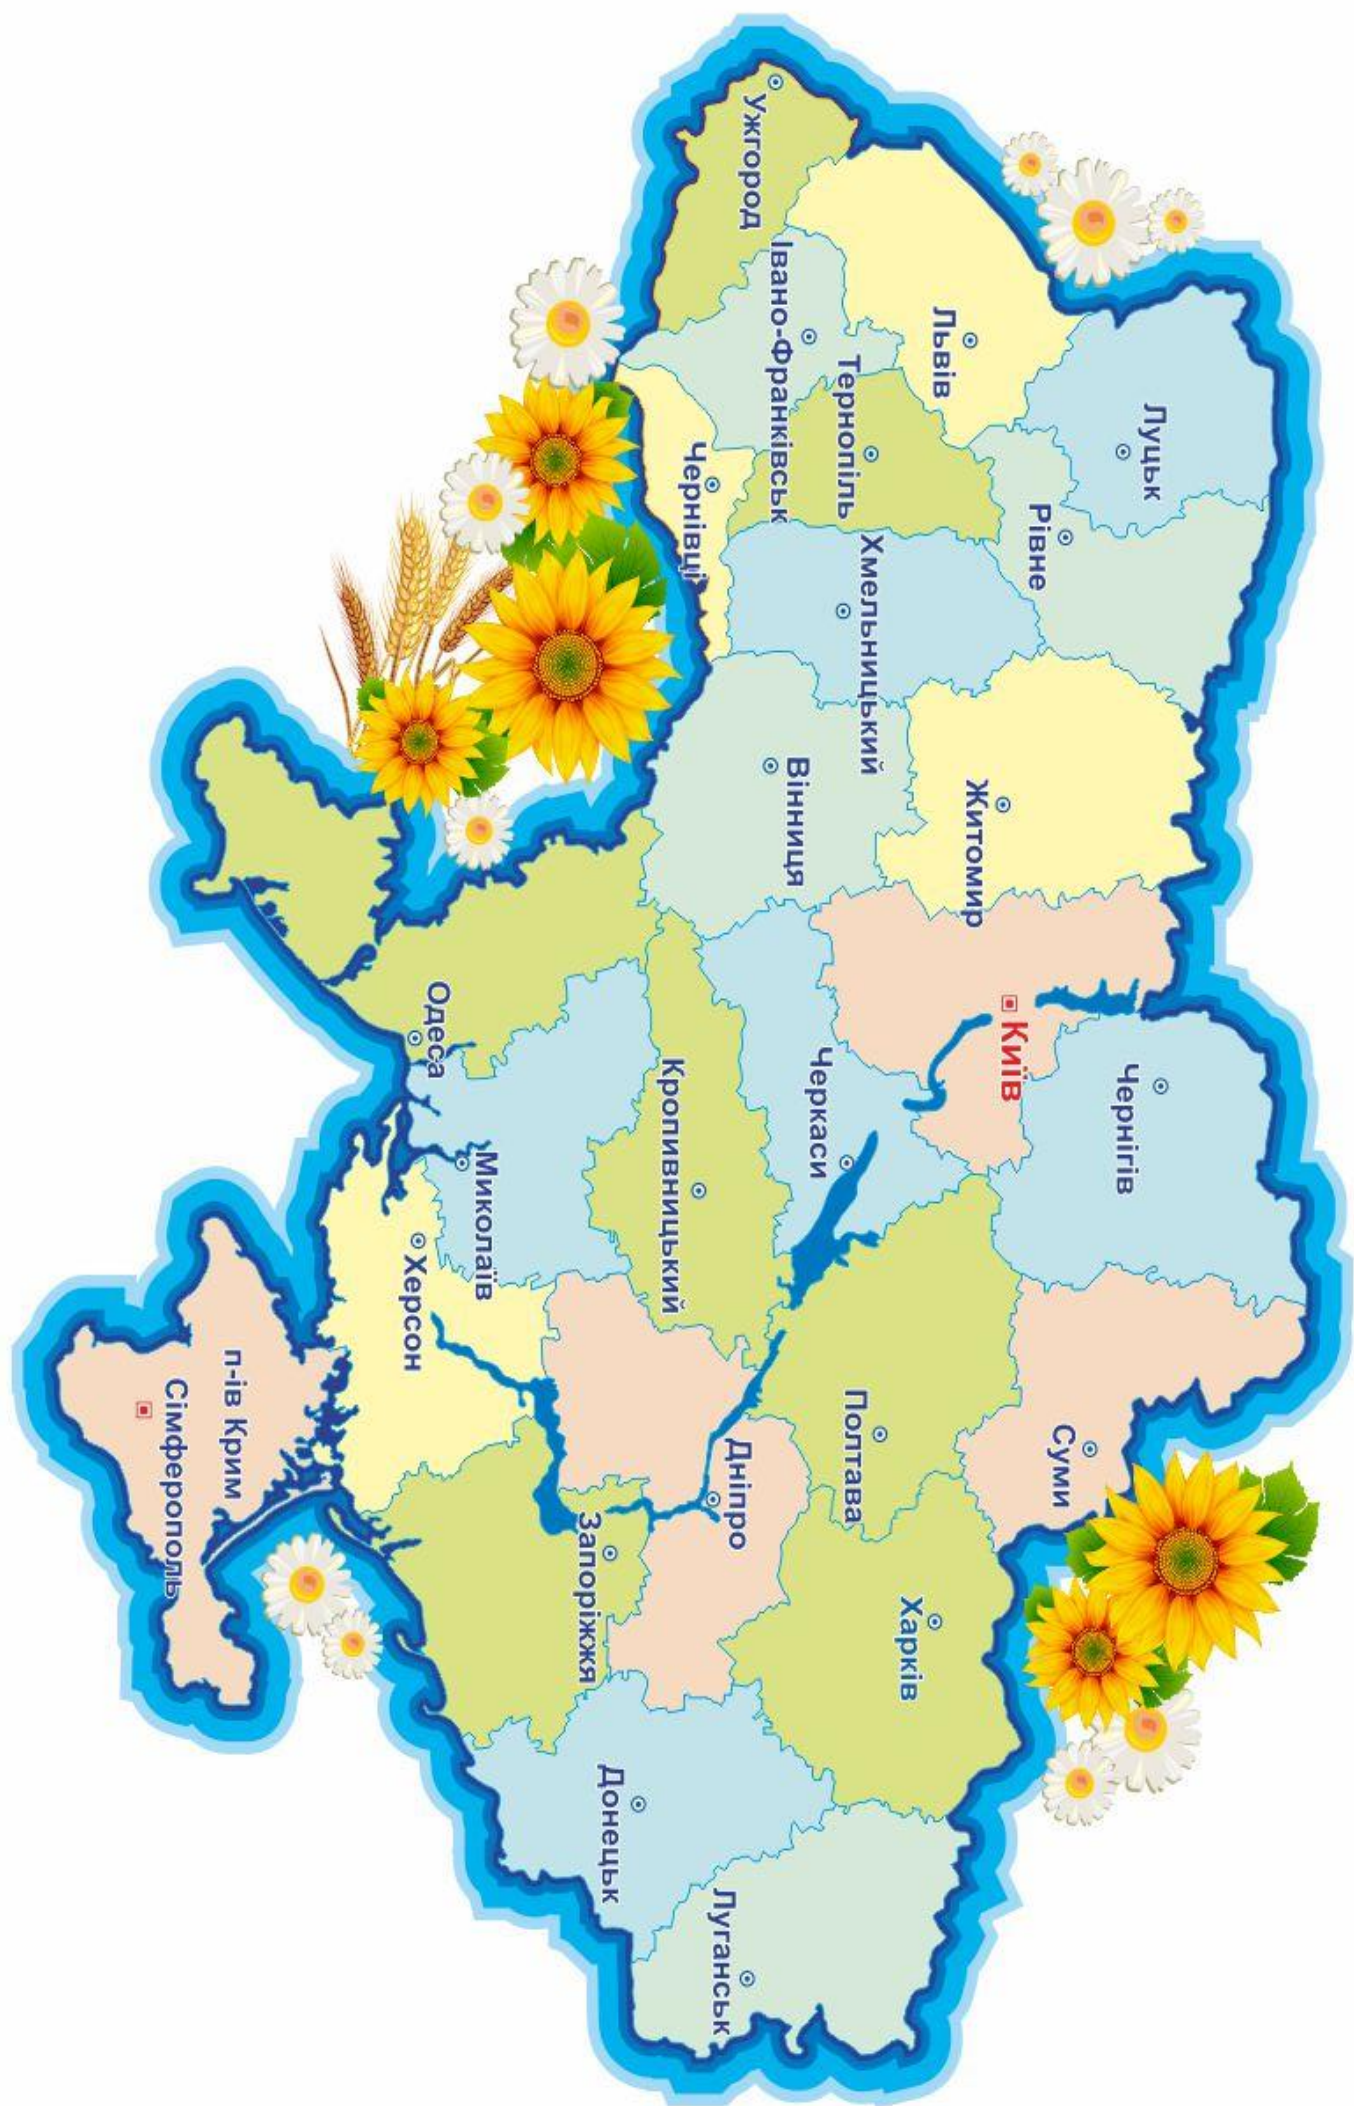 Луцьк
Рівне
Львів
Житомир
Київ
Чернігів
Суми
Тернопіль
Хмельницький
Ужгород
Івано-Франківськ
Чернівці
Вінниця
Черкаси
Полтава
Харків
Кропивницький
Дніпро
Луганськ
Донецьк
Запоріжжя
Миколаїв
Одеса
Херсон
п-ів Крим
Сімферополь